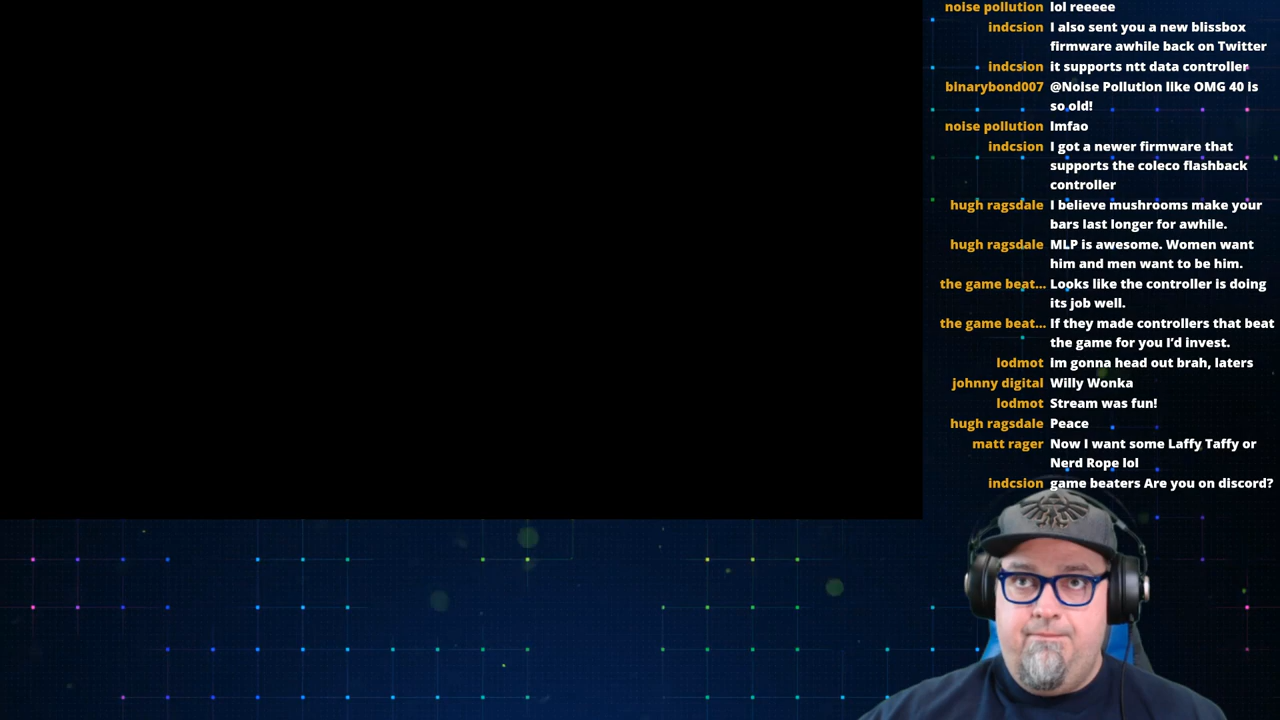 noise pollution lol reeeee
indcsion I also sent you a new blissbox
firmware awhile back on Twitter
indcsion it supports ntt data controller
binarybond007 @Noise Pollution like OMG 40 is
so old!
noise pollution lmfao
indcsion I got a newer firmware that
supports the coleco flashback
controller
hugh ragsdale I believe mushrooms make your
bars last longer for awhile.
hugh ragsdale MLP is awesome. Women want
him and men want to be him.
the game beat... Looks like the controller is doing
its job well.
the game beat... If they made controllers that beat
the game for you I’d invest.
lodmot Im gonna head out brah, laters
johnny digital Willy Wonka
lodmot Stream was fun!
hugh ragsdale Peace
matt rager Now I want some Laffy Taffy or
Nerd Rope lol
indcsion game beaters Are you on discord?